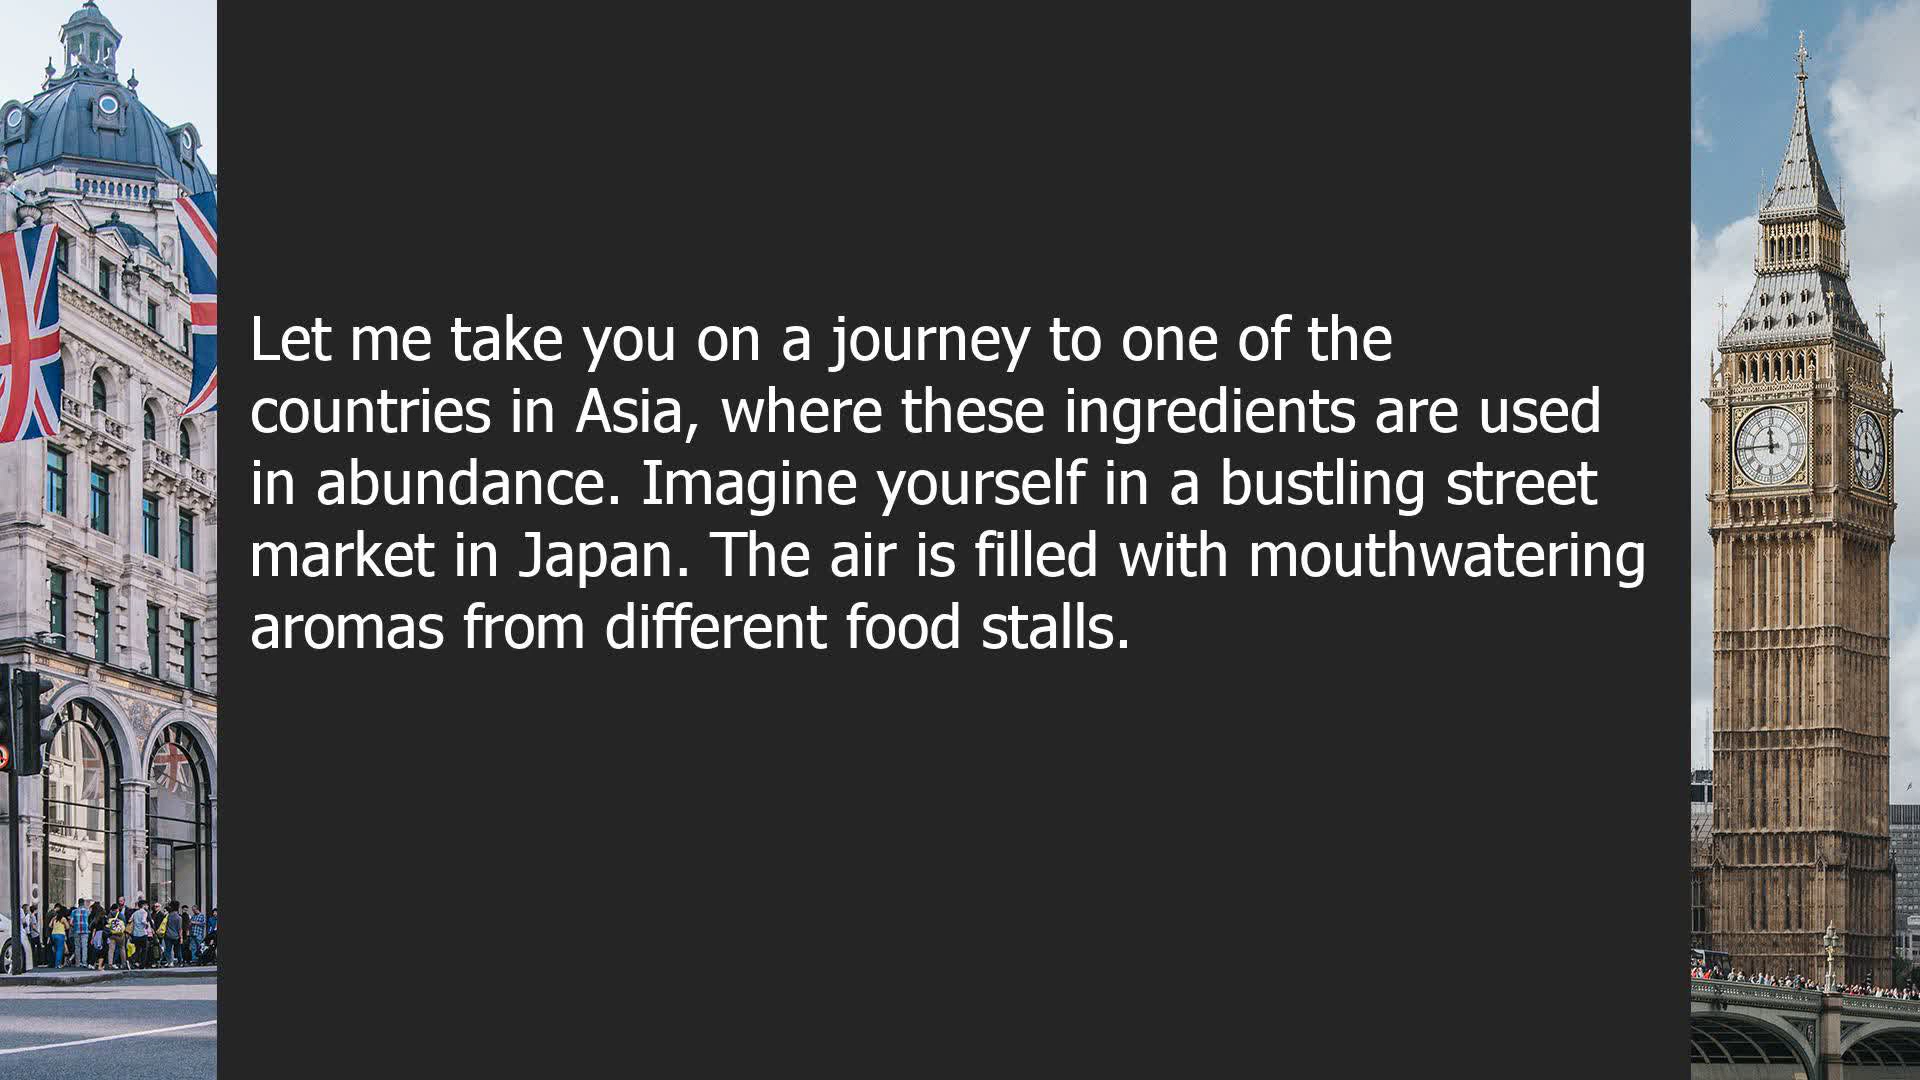 Let me take you on a journey to one of the
countries in Asia, where these ingredients are used
in abundance. Imagine yourself in a bustling street
market in Japan. The air is filled with mouthwatering
aromas from different food stalls.